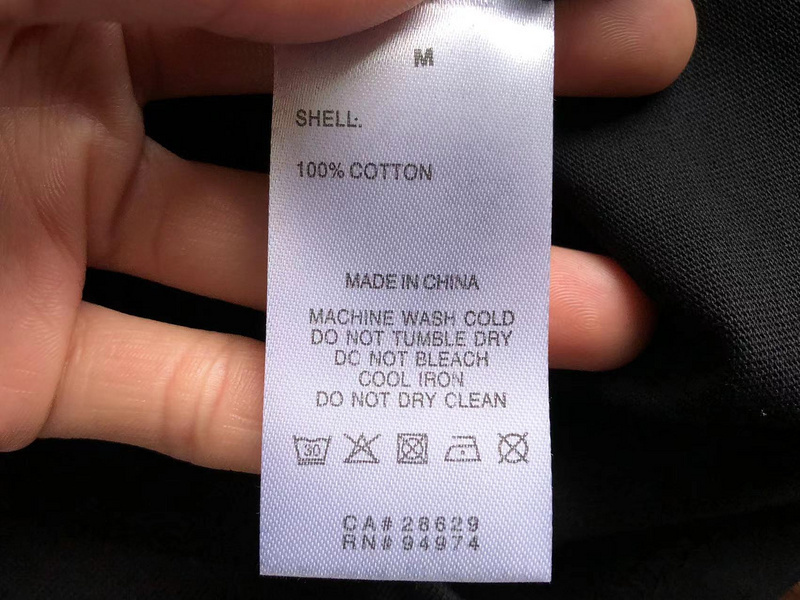 M
SHELL:
100% COTTON
MADE IN CHINA
MACHINE WASH COLD
DO NOT TUMBLE DRY
DO NOT BLEACH
COOL IRON
DO NOT DRY CLEAN
30
CA# 28629
RN# 94974